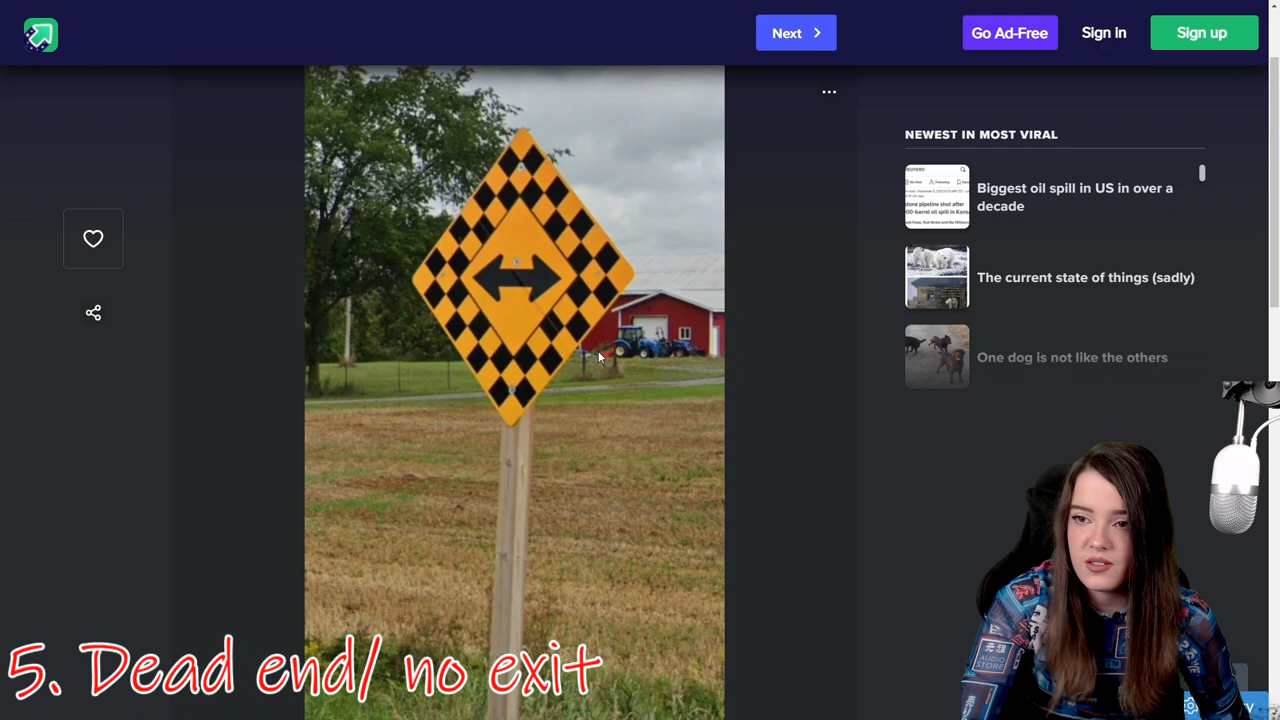 Next
Go Ad-Free
Sign in
Sign up
NEWEST IN MOST VIRAL
Biggest oil spill in US in over a
decade
The current state of things (sadly)
One dog is not like the others
AUDIO
STORE
5. Dead end/ no exit